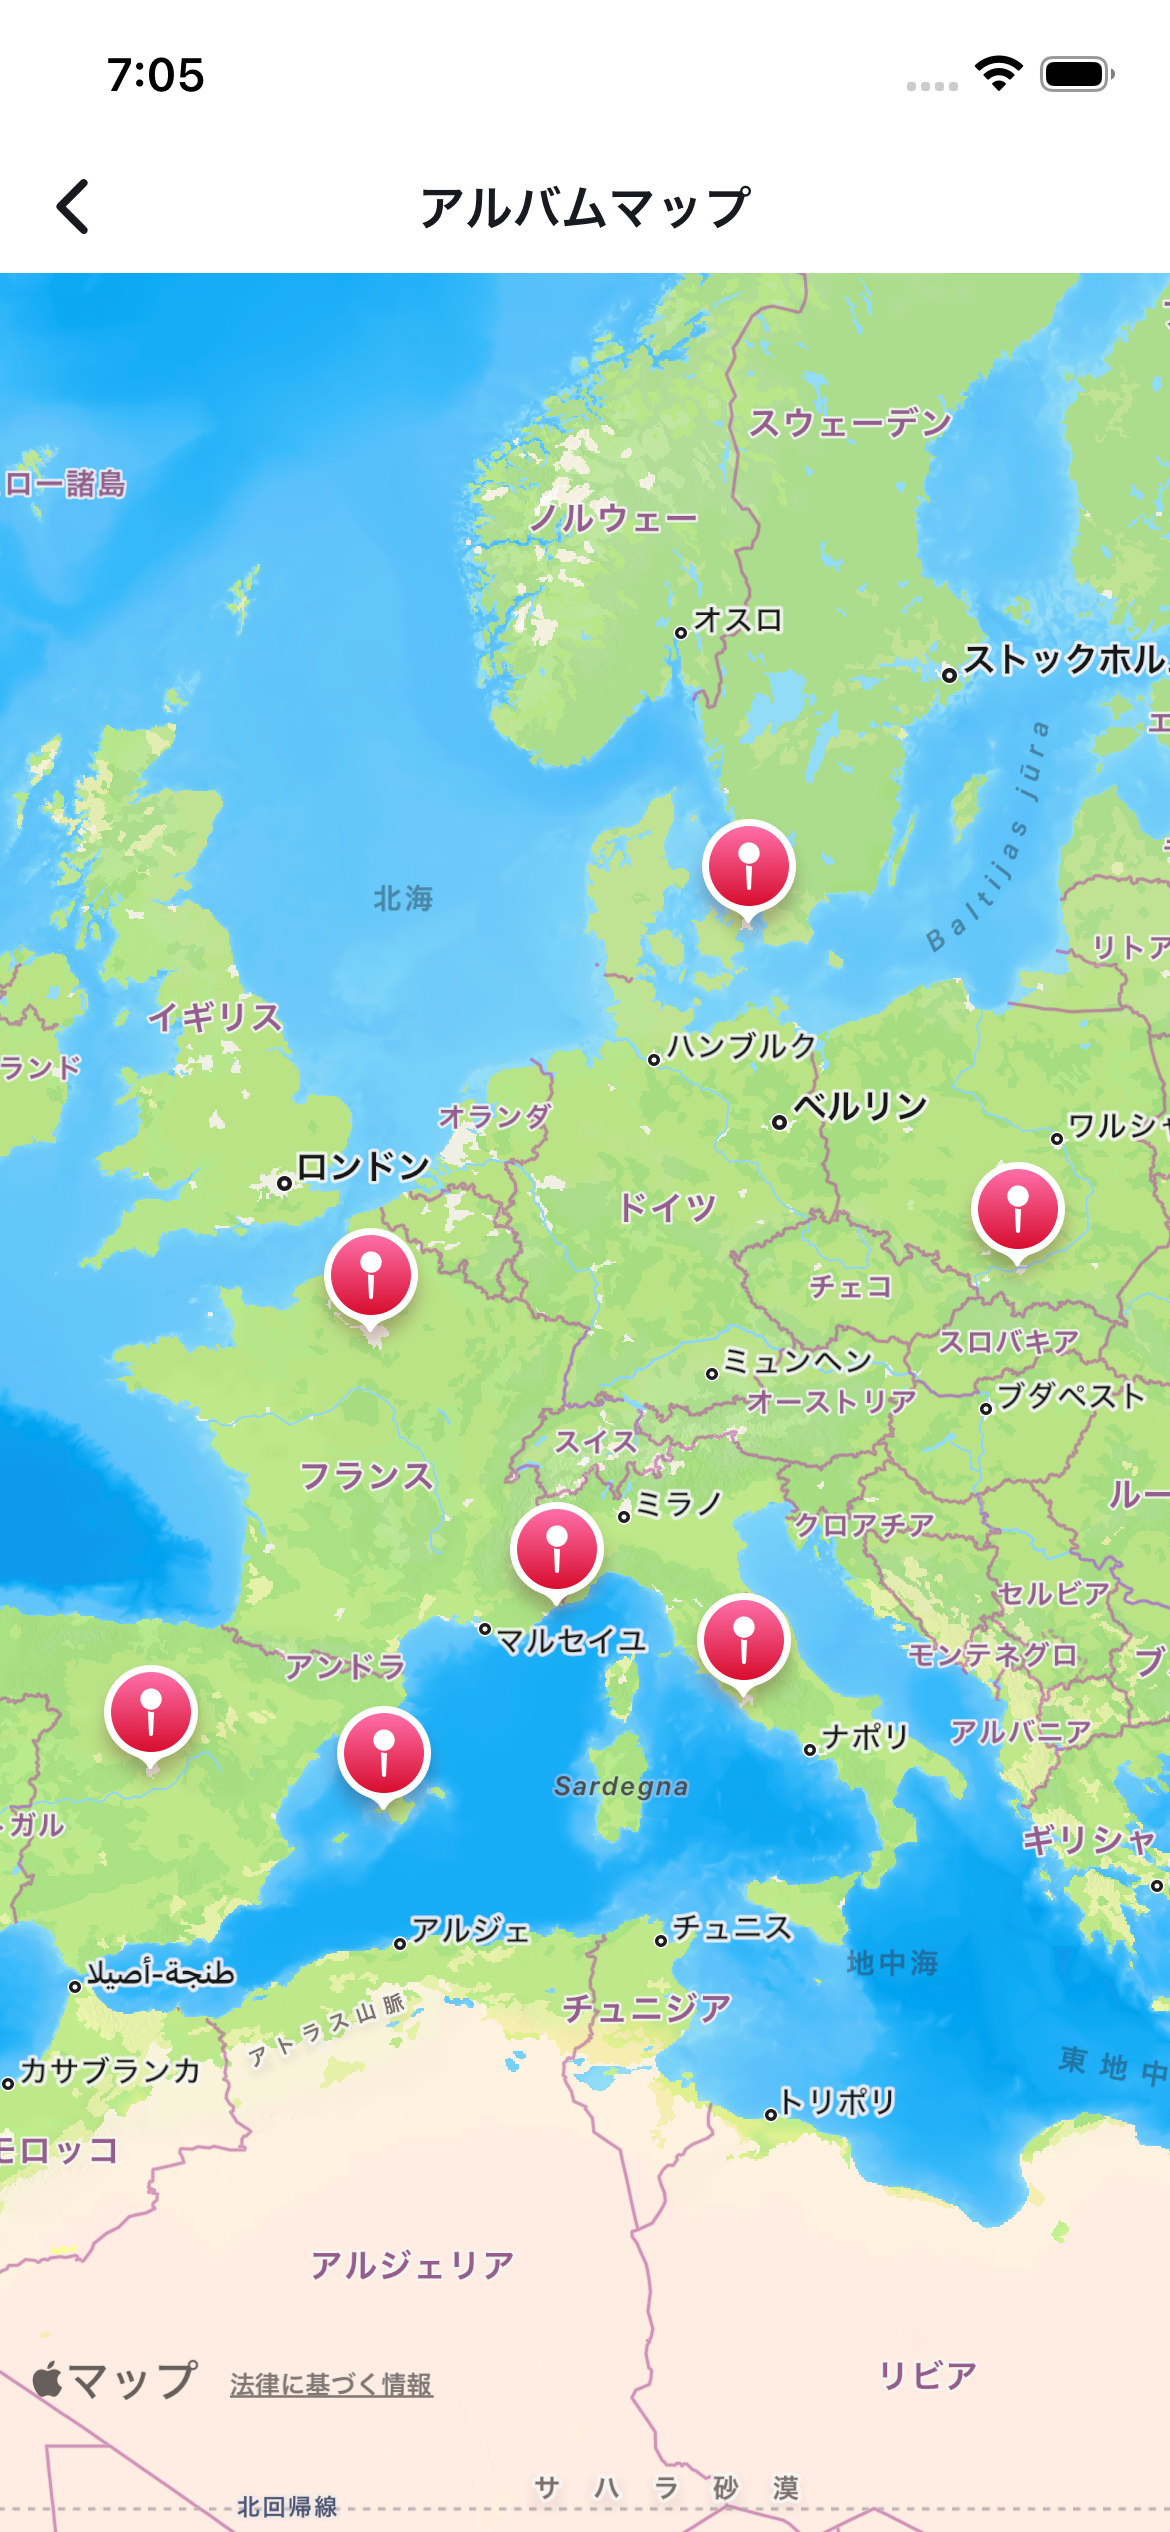 7:05
アルバムマップ
スウェーデン
ロー諸島
ノルウェー
オスロ
ストックホル
Baltijas jūra
北海
リトア
イギリス
ランド
ハンブルク
オランダ
ベルリン
ワルシャ
ロンドン
ドイツ
チェコ
スロバキア
ミュンヘン
オーストリア
ブダペスト
スイス
フランス
ミラノ
ルー
クロアチア
セルビア
マルセイユ
アンドラ
モンテネグロ
ブ
ナポリ
アルバニア
Sardegna
ガル
ギリシャ
アルジェ
チュニス
地中海
طنجة-أصيلا
アトラス山脈
チュニジア
カサブランカ
東地中
トリポリ
モロッコ
アルジェリア
マップ
法律に基づく情報
リビア
サハラ砂漠
北回帰線